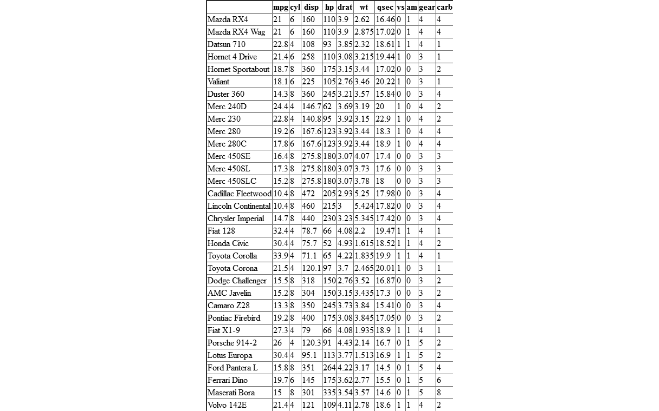 mpg cyl disp hp drat wt qsec vs am gear carb
Mazda RX4 21 6 160 110 3.9 2.62 16.46 0 1 4 4
Mazda RX4 Wag 21 6 160 110 3.9 2.875 17.02 0 1 4 4
Datsun 710 22.8 4 108 93 3.85 2.32 18.61 1 1 4 1
Hornet 4 Drive 21.4 6 258 110 3.08 3.215 19.44 1 0 3 1
Hornet Sportabout 18.7 8 360 175 3.15 3.44 17.02 0 0 3 2
Valiant 18.1 6 225 105 2.76 3.46 20.22 1 0 3 1
Duster 360 14.3 8 360 245 3.21 3.57 15.84 0 0 3 4
Merc 240D 24.4 4 146.7 62 3.69 3.19 20 1 0 4 2
Merc 230 22.8 4 140.8 95 3.92 3.15 22.9 1 0 4 2
Merc 280 19.2 6 167.6 123 3.92 3.44 18.3 1 0 4 4
Merc 280C 17.8 6 167.6 123 3.92 3.44 18.9 1 0 4 4
Merc 450SE 16.4 8 275.8 180 3.07 4.07 17.4 0 0 3 3
Merc 450SL 17.3 8 275.8 180 3.07 3.73 17.6 0 0 3 3
Merc 450SLC 15.2 8 275.8 180 3.07 3.78 18 0 0 3 3
Cadillac Fleetwood 10.4 8 472 205 2.93 5.25 17.98 0 0 3 4
Lincoln Continental 10.4 8 460 215 3 5.424 17.82 0 0 3 4
Chrysler Imperial 14.7 8 440 230 3.23 5.345 17.42 0 0 3 4
Fiat 128 32.4 4 78.7 66 4.08 2.2 19.47 1 1 4 1
Honda Civic 30.4 4 75.7 52 4.93 1.615 18.52 1 1 4 2
Toyota Corolla 33.9 4 71.1 65 4.22 1.835 19.9 1 1 4 1
Toyota Corona 21.5 4 120.1 97 3.7 2.465 20.01 1 0 3 1
Dodge Challenger 15.5 8 318 150 2.76 3.52 16.87 0 0 3 2
AMC Javelin 15.2 8 304 150 3.15 3.435 17.3 0 0 3 2
Camaro Z28 13.3 8 350 245 3.73 3.84 15.41 0 0 3 4
Pontiac Firebird 19.2 8 400 175 3.08 3.845 17.05 0 0 3 2
Fiat X1-9 27.3 4 79 66 4.08 1.935 18.9 1 1 4 1
Porsche 914-2 26 4 120.3 91 4.43 2.14 16.7 0 1 5 2
Lotus Europa 30.4 4 95.1 113 3.77 1.513 16.9 1 1 5 2
Ford Pantera L 15.8 8 351 264 4.22 3.17 14.5 0 1 5 4
Ferrari Dino 19.7 6 145 175 3.62 2.77 15.5 0 1 5 6
Maserati Bora 15 8 301 335 3.54 3.57 14.6 0 1 5 8
Volvo 142E 21.4 4 121 109 4.11 2.78 18.6 1 1 4 2